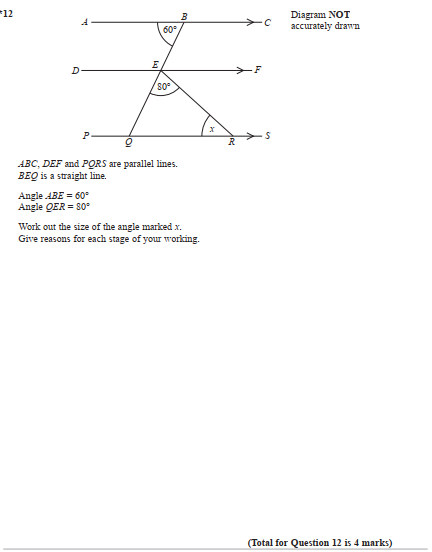 *12
A
B
C
Diagram NOT
accurately drawn
60°
D
E
F
80°
P
Q
x
R
S
ABC, DEF and PQRS are parallel lines.
BEQ is a straight line.
Angle ABE = 60°
Angle QER = 80°
Work out the size of the angle marked x.
Give reasons for each stage of your working.
(Total for Question 12 is 4 marks)